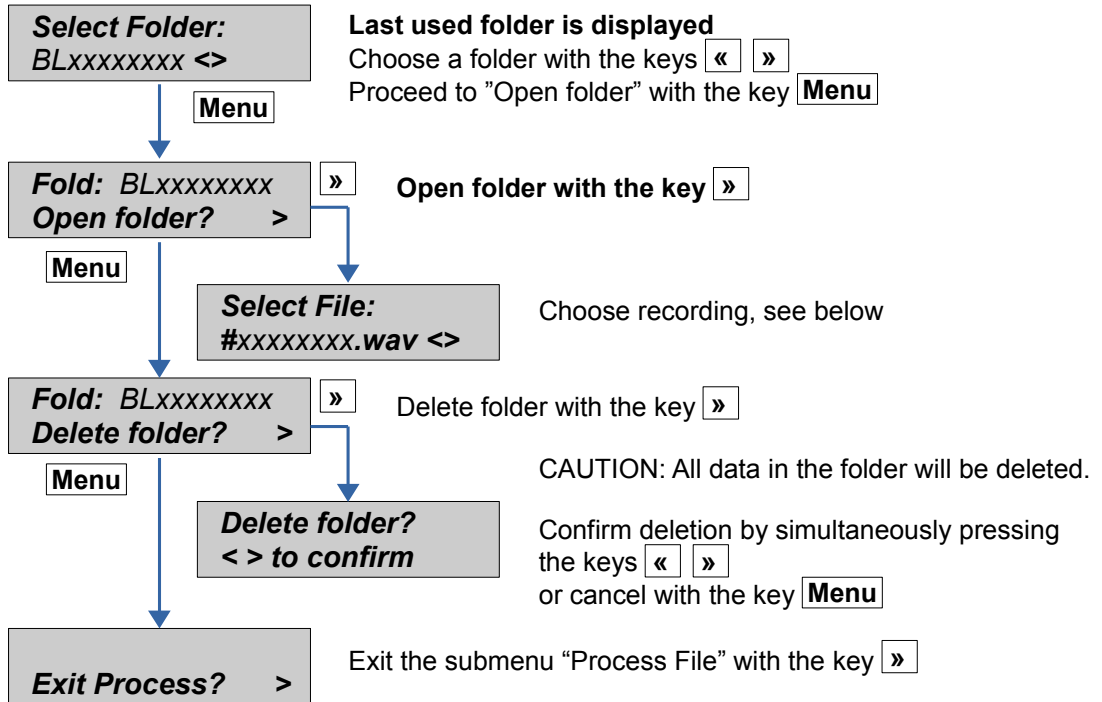 Select Folder:
BLxxxxxxxx <>
Last used folder is displayed
Choose a folder with the keys « »
Proceed to ”Open folder” with the key Menu
Menu
Fold: BLxxxxxxxx
Open folder? >
»
Open folder with the key »
Menu
Select File:
#xxxxxxxx.wav <>
Choose recording, see below
Fold: BLxxxxxxxx
Delete folder? >
»
Delete folder with the key »
Menu
CAUTION: All data in the folder will be deleted.
Delete folder?
< > to confirm
Confirm deletion by simultaneously pressing
the keys « »
or cancel with the key Menu
Exit Process? >
Exit the submenu “Process File” with the key »